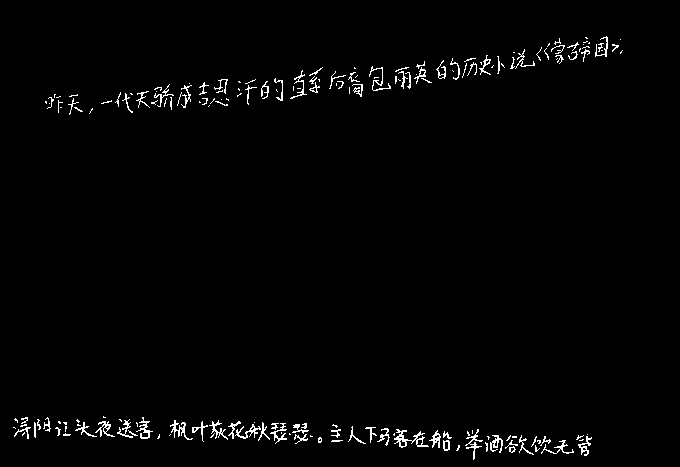 昨天，一代天骄成吉思汗的直系后裔包丽英的历史小说《蒙古帝国》
浔阳江头夜送客，枫叶荻花秋瑟瑟。主人下马客在船，举酒欲饮无管